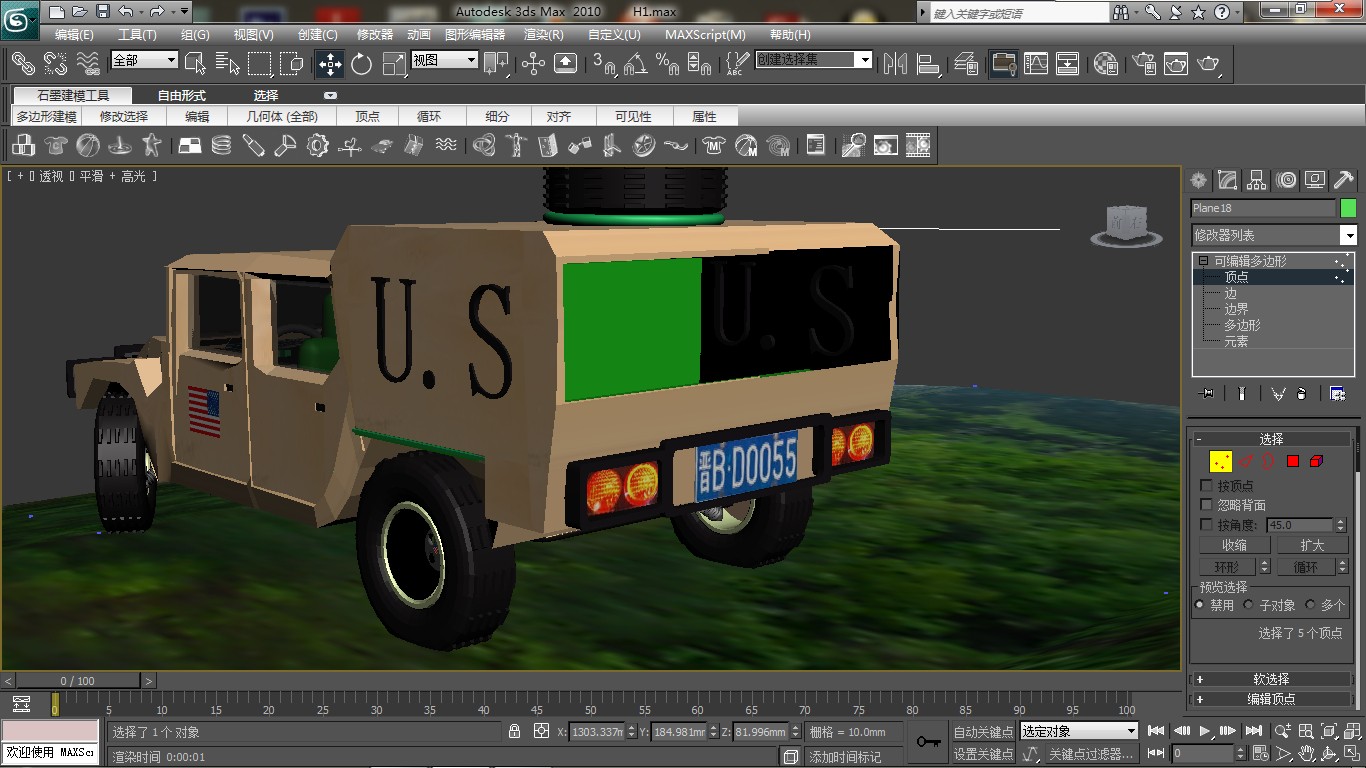 Autodesk 3ds Max 2010 H1.max
键入关键字或短语
编辑(E) 工具(T) 组(G) 视图(V) 创建(C) 修改器 动画 图形编辑器 渲染(R) 自定义(U) MAXScript(M) 帮助(H)
全部 视图 创建选择集
石墨建模工具 自由形式 选择
多边形建模 修改选择 编辑 几何体 (全部) 顶点 循环 细分 对齐 可见性 属性
[ + [] 透视 [] 平滑 + 高光 ]
U.S
U.S
晋B·D0055
Plane18
修改器列表
可编辑多边形
顶点
边
边界
多边形
元素
- 选择
按顶点
忽略背面
按角度: 45.0
收缩 扩大
环形 循环
预览选择
禁用 子对象 多个
选择了 5 个顶点
+ 软选择
+ 编辑顶点
< 0 / 100 >
0 5 10 15 20 25 30 35 40 45 50 55 60 65 70 75 80 85 90 95 100
选择了 1 个 对象 X: 1303.337m Y: 184.981mm Z: 81.996mm 栅格 = 10.0mm 自动关键点 选定对象
欢迎使用 MAXSc 渲染时间 0:00:01 添加时间标记 设置关键点 关键点过滤器... 0